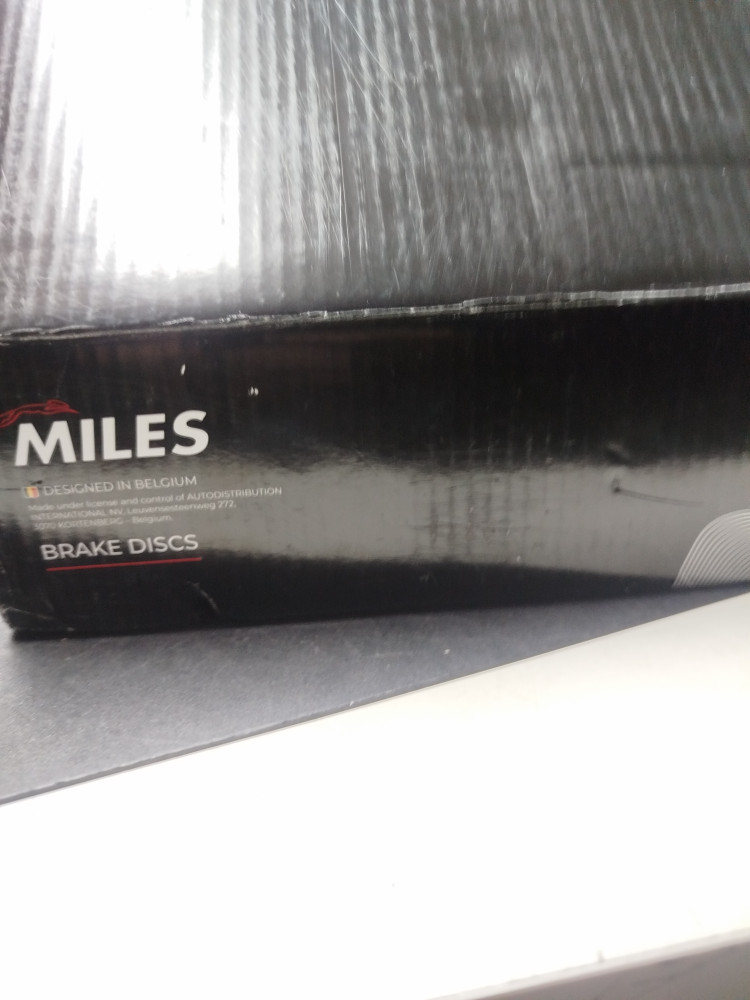 MILES
DESIGNED IN BELGIUM
Made under license and control of AUTODISTRIBUTION
INTERNATIONAL NV, Leuvensesteenweg 272,
3070 KORTENBERG - Belgium
BRAKE DISCS